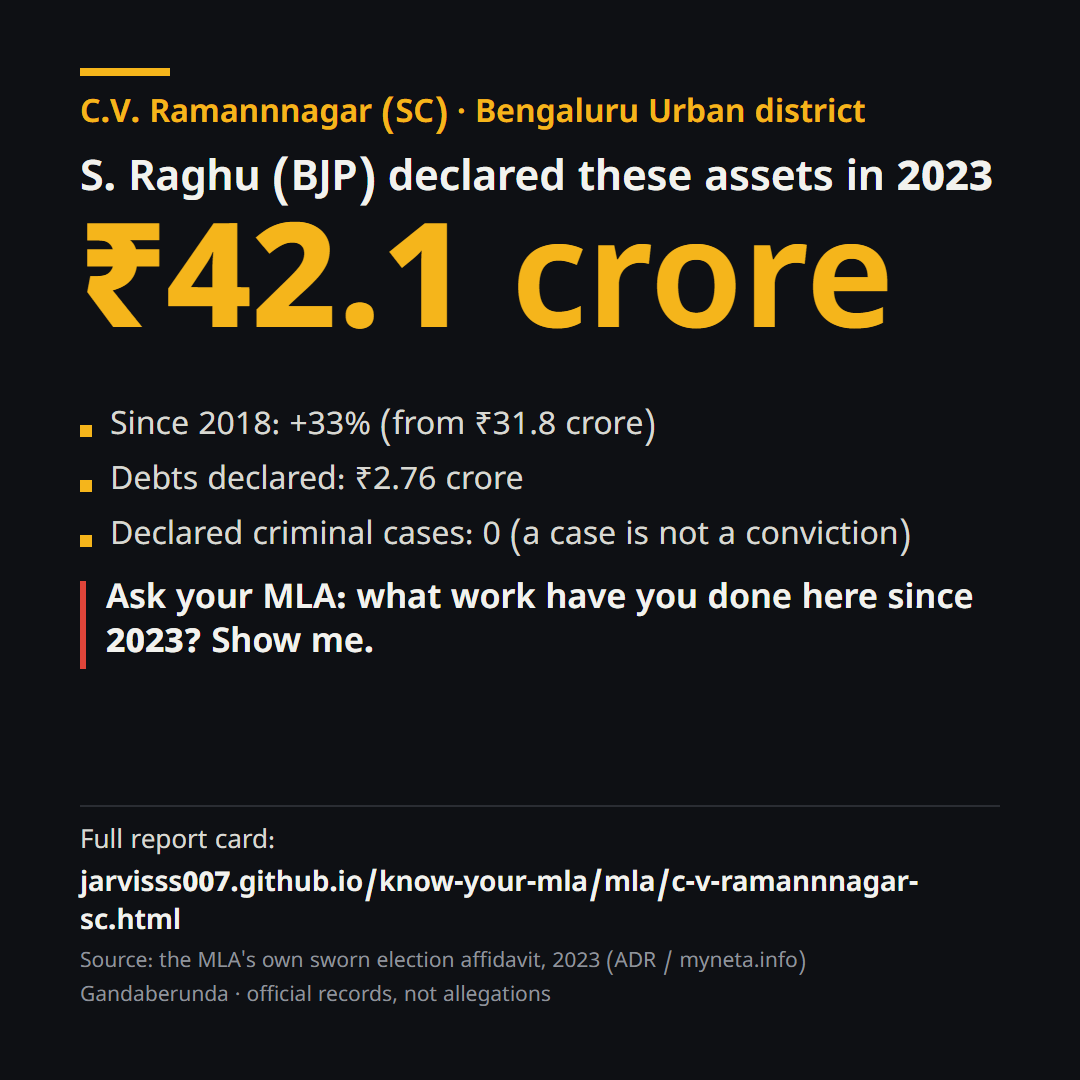 C.V. Ramannnagar (SC) · Bengaluru Urban district
S. Raghu (BJP) declared these assets in 2023
₹42.1 crore
Since 2018: +33% (from ₹31.8 crore)
Debts declared: ₹2.76 crore
Declared criminal cases: 0 (a case is not a conviction)
Ask your MLA: what work have you done here since
2023? Show me.
Full report card:
jarvisss007.github.io/know-your-mla/mla/c-v-ramannnagar-
sc.html
Source: the MLA's own sworn election affidavit, 2023 (ADR / myneta.info)
Gandaberunda · official records, not allegations